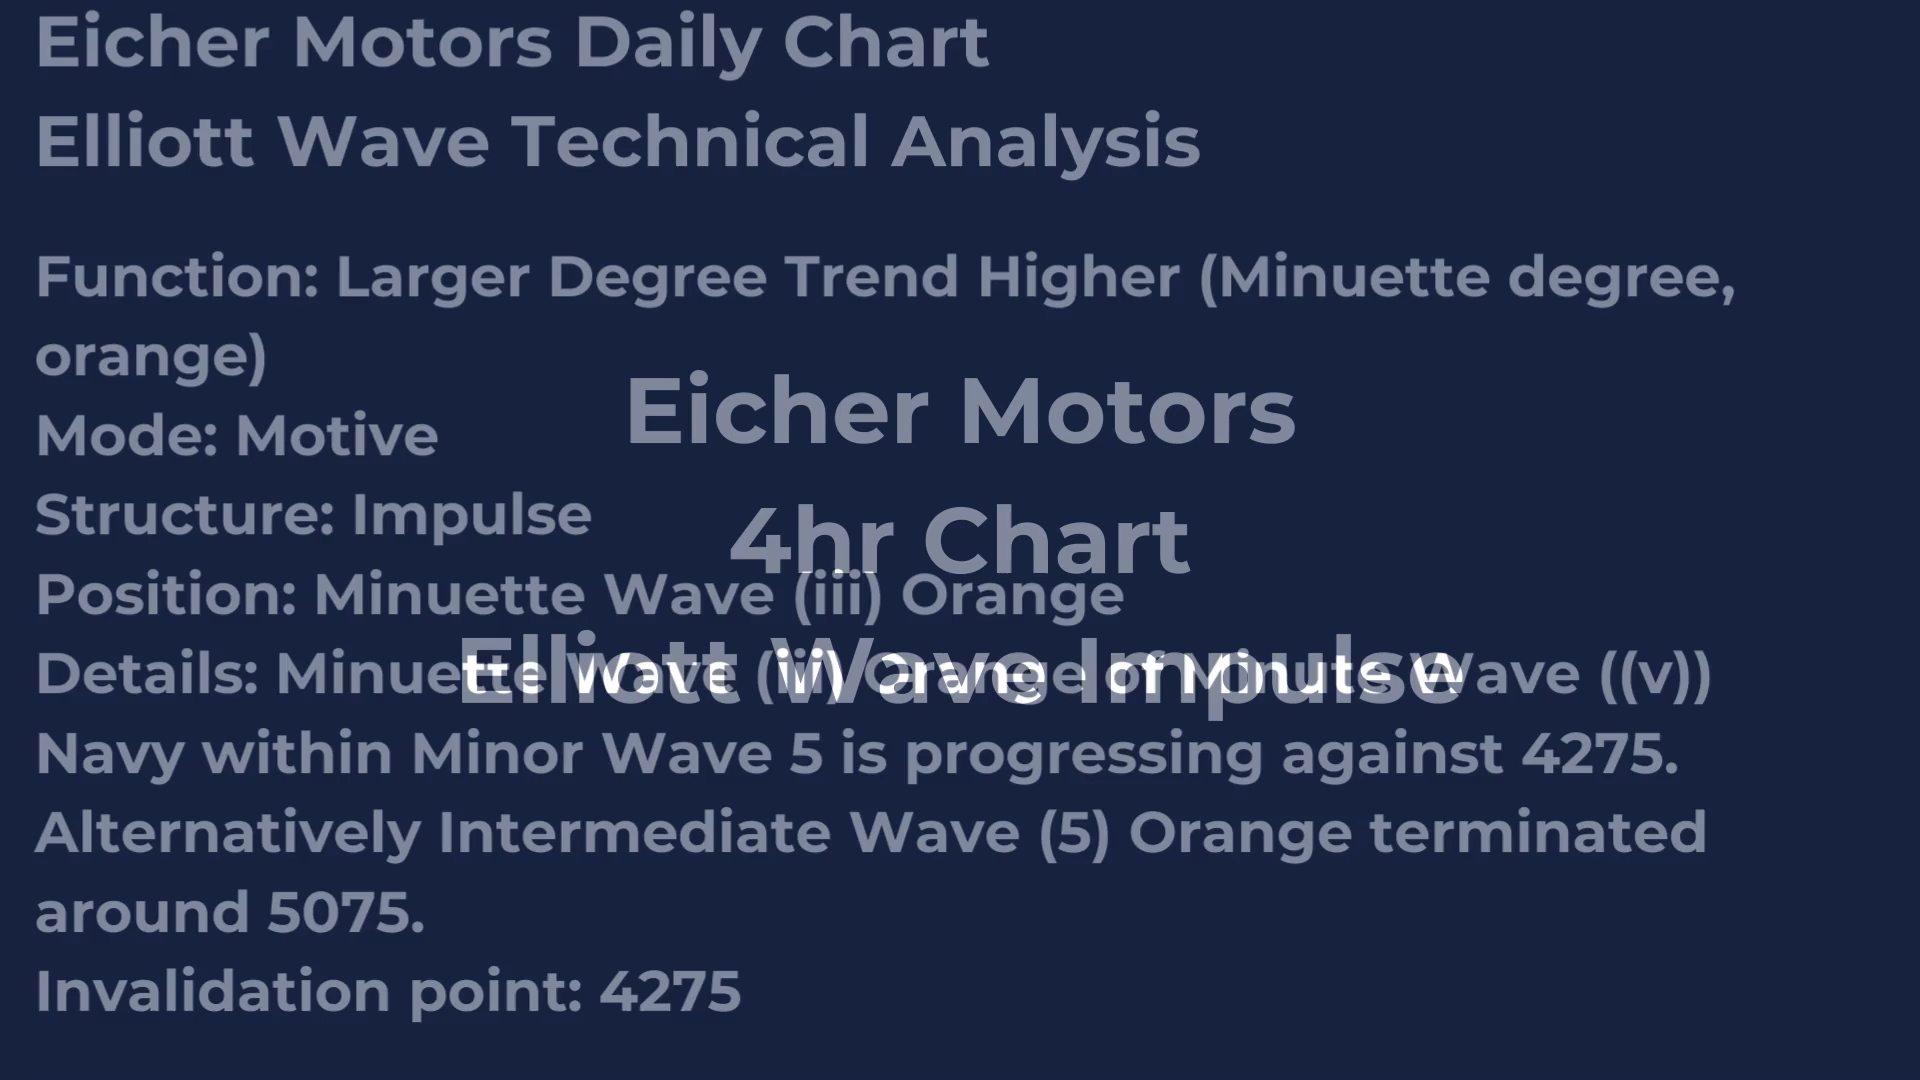 Eicher Motors Daily Chart
Elliott Wave Technical Analysis
Function: Larger Degree Trend Higher (Minuette degree,
orange)
Mode: Motive
Structure: Impulse
Position: Minuette Wave (iii) Orange
Details: Minuette Wave (iii) Orange of Minute Wave ((v))
Navy within Minor Wave 5 is progressing against 4275.
Alternatively Intermediate Wave (5) Orange terminated
around 5075.
Invalidation point: 4275
Eicher Motors
4hr Chart
Elliott Wave Impulse